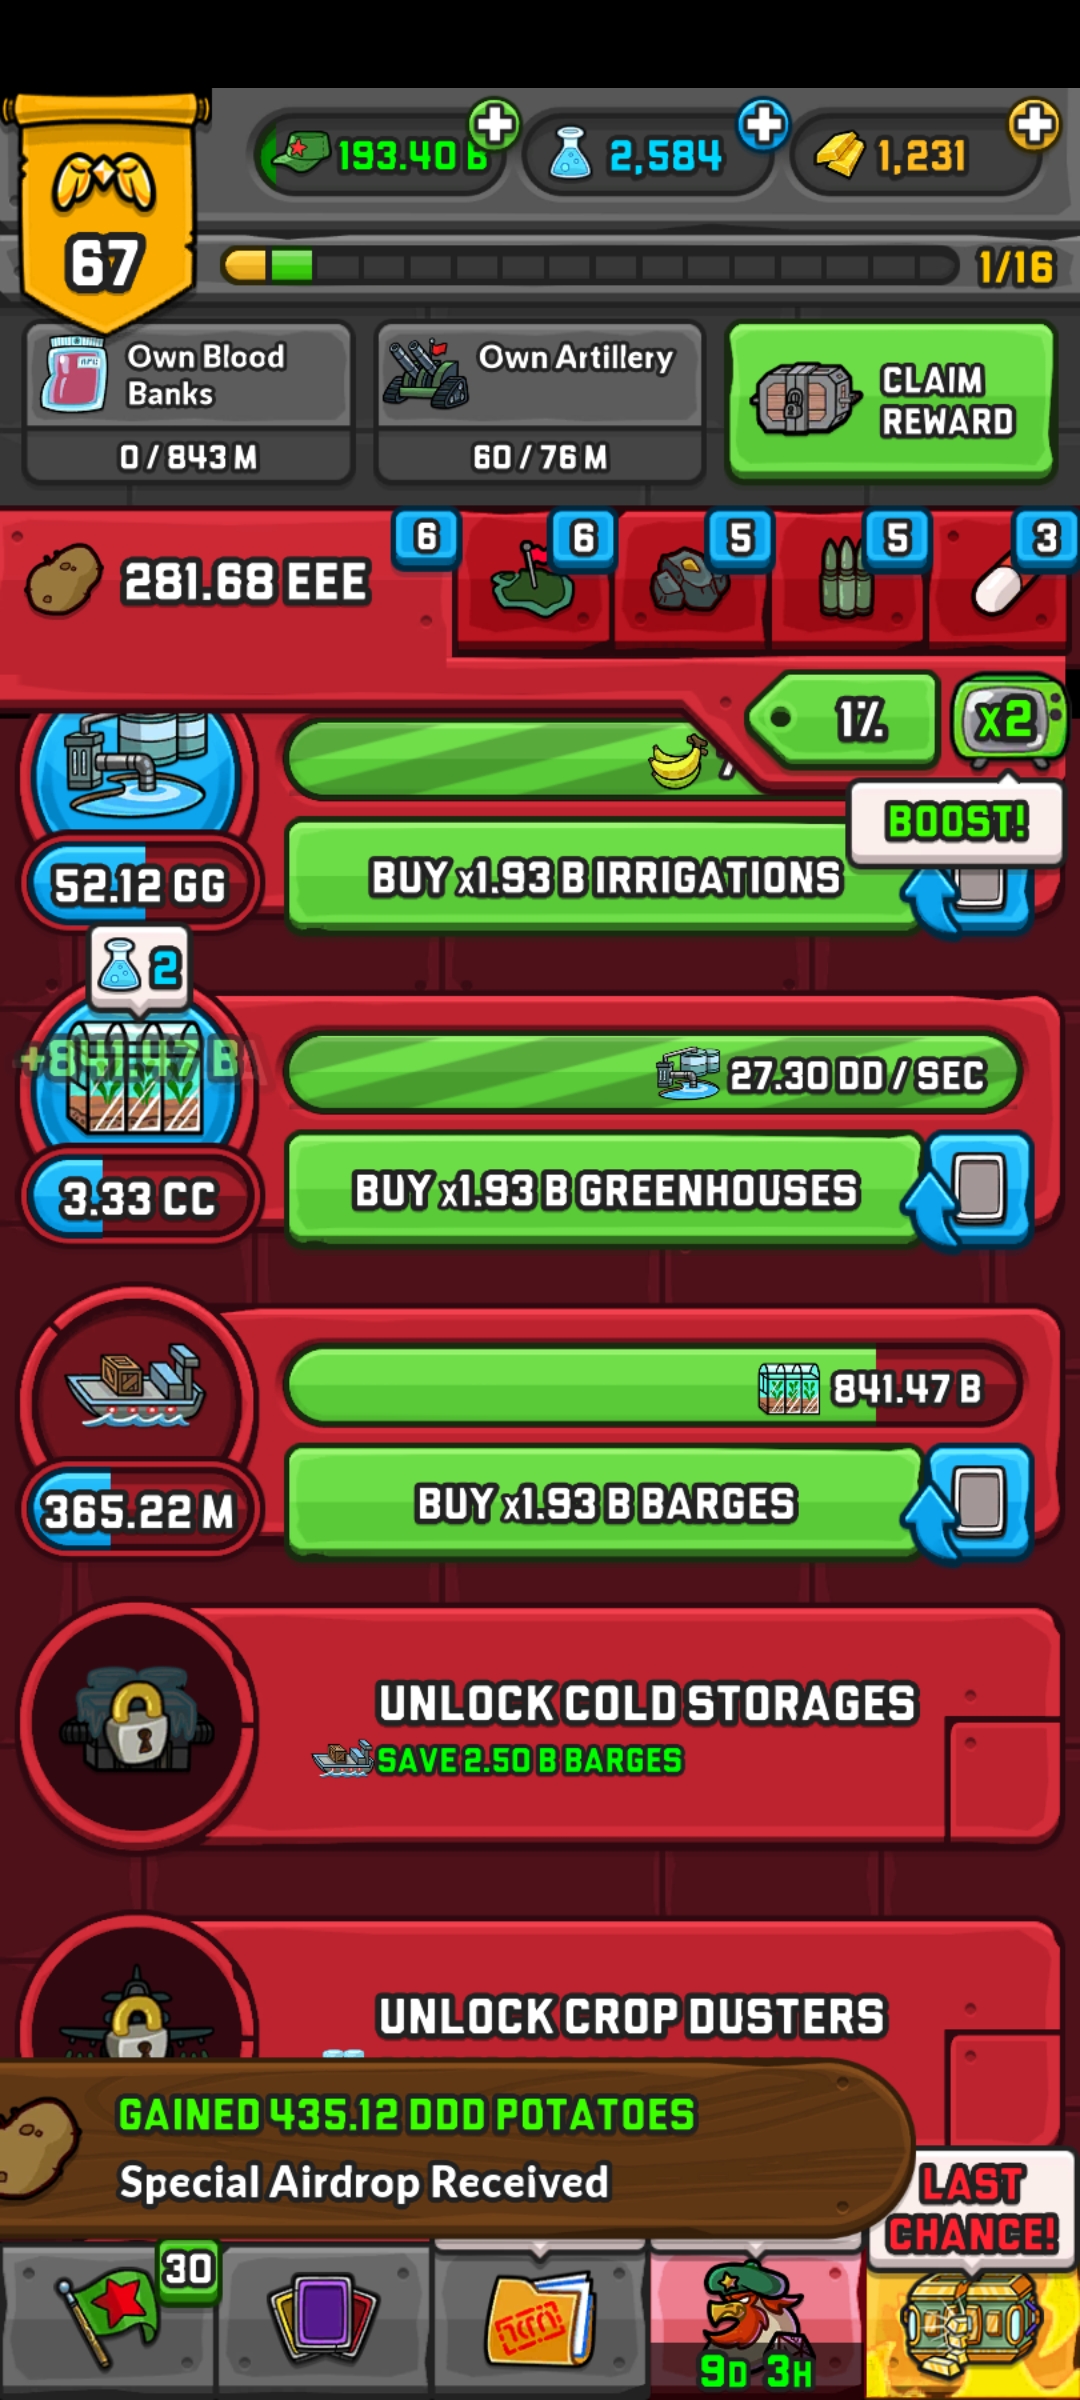 193.40 B
2,584
1,231
67
1/16
Own Blood
Banks
0 / 843 M
Own Artillery
60 / 76 M
CLAIM
REWARD
281.68 EEE
6
6
5
5
3
1%
x2
BOOST!
52.12 GG
BUY x1.93 B IRRIGATIONS
2
+841.47 B
27.30 DD / SEC
3.33 CC
BUY x1.93 B GREENHOUSES
841.47 B
365.22 M
BUY x1.93 B BARGES
UNLOCK COLD STORAGES
SAVE 2.50 B BARGES
UNLOCK CROP DUSTERS
GAINED 435.12 DDD POTATOES
Special Airdrop Received
LAST
CHANCE!
30
9D 3H